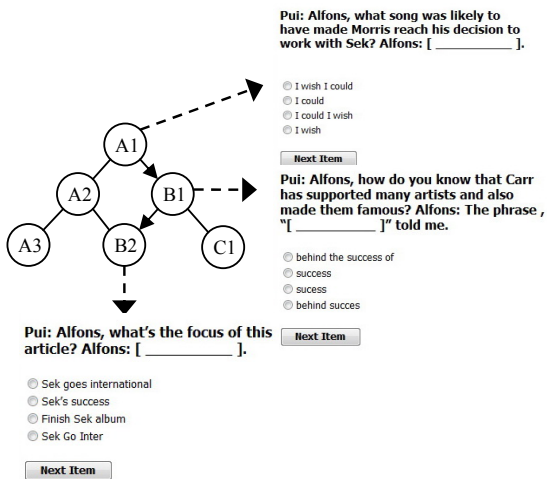 Pui: Alfons, what song was likely to
have made Morris reach his decision to
work with Sek? Alfons: [ __________ ].
I wish I could
I could
I could I wish
I wish
Next Item
A1
A2
B1
A3
B2
C1
Pui: Alfons, how do you know that Carr
has supported many artists and also
made them famous? Alfons: The phrase ,
"[ __________ ]" told me.
behind the success of
success
sucess
behind succes
Next Item
Pui: Alfons, what's the focus of this
article? Alfons: [ __________ ].
Sek goes international
Sek's success
Finish Sek album
Sek Go Inter
Next Item